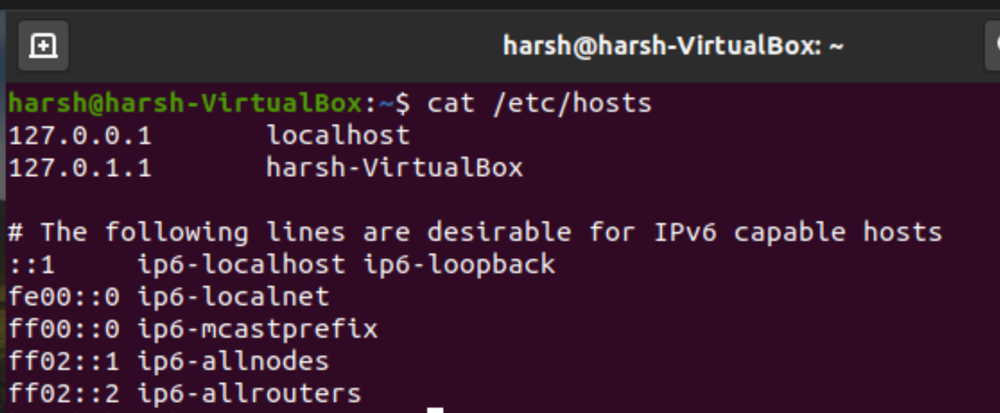 harsh@harsh-VirtualBox: ~
harsh@harsh-VirtualBox:~$ cat /etc/hosts
127.0.0.1       localhost
127.0.1.1       harsh-VirtualBox

# The following lines are desirable for IPv6 capable hosts
::1     ip6-localhost ip6-loopback
fe00::0 ip6-localnet
ff00::0 ip6-mcastprefix
ff02::1 ip6-allnodes
ff02::2 ip6-allrouters